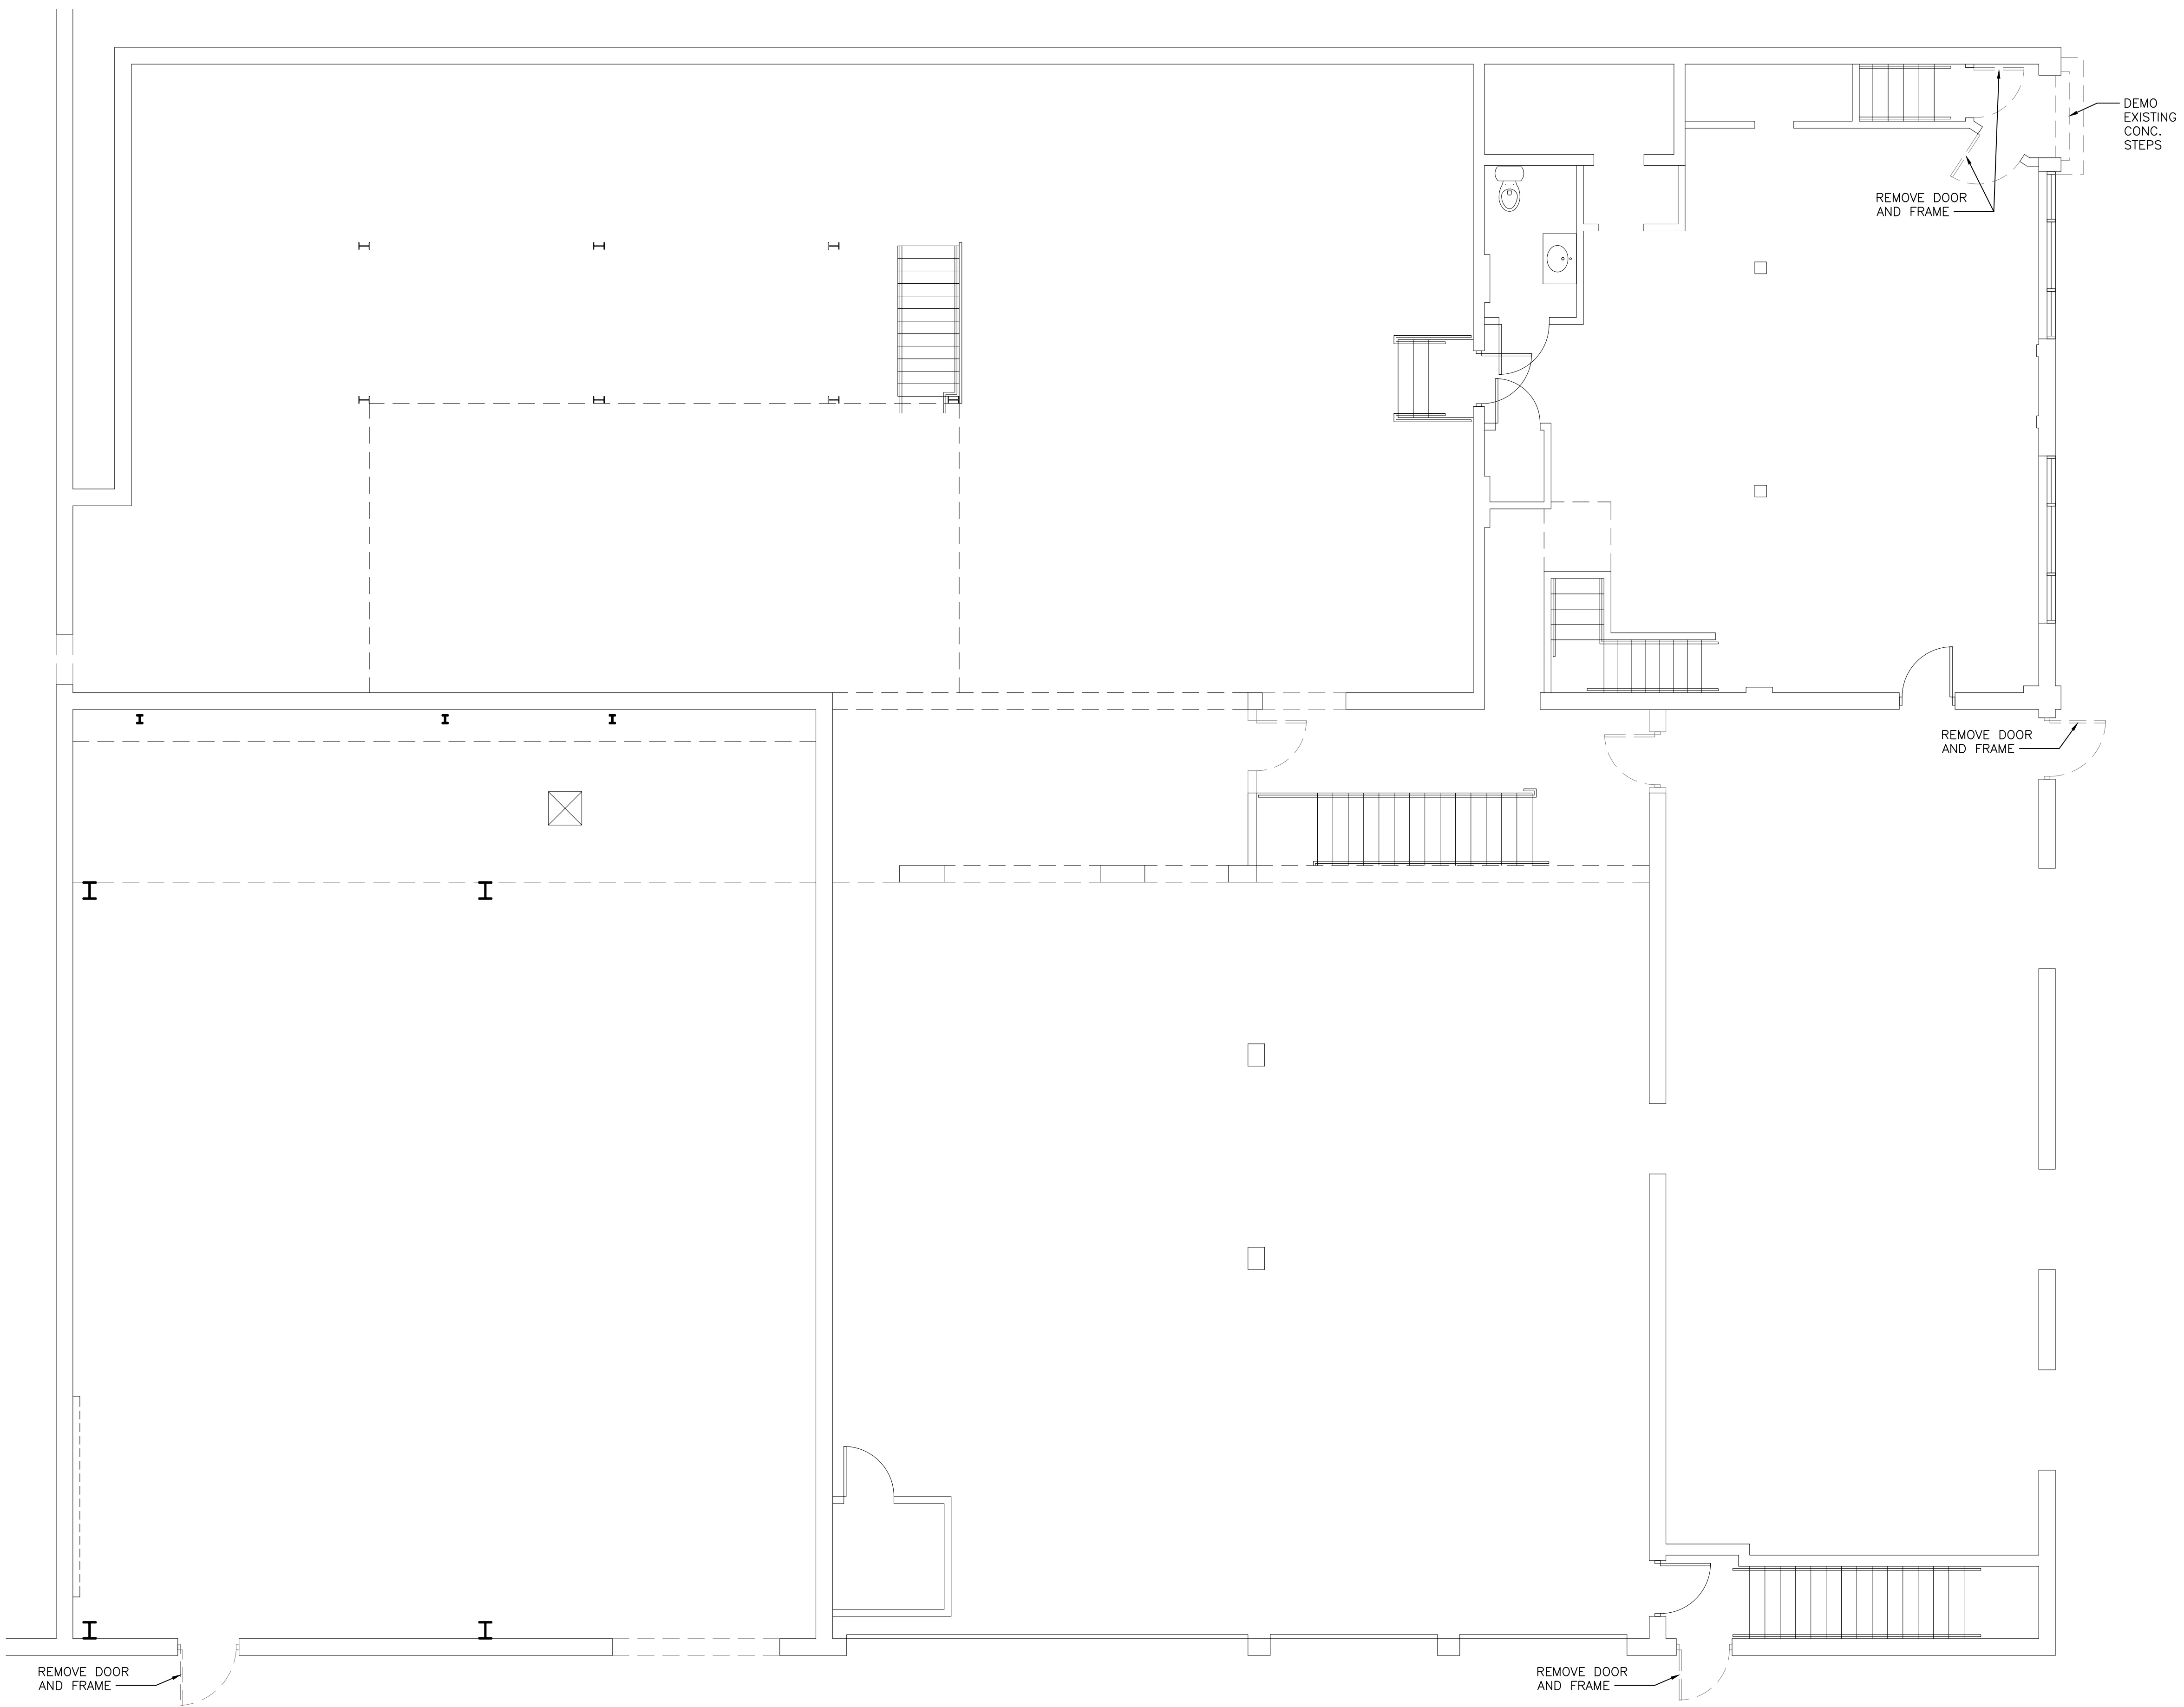 DEMO
EXISTING
CONC.
STEPS
REMOVE DOOR
AND FRAME
REMOVE DOOR
AND FRAME
REMOVE DOOR
AND FRAME
REMOVE DOOR
AND FRAME